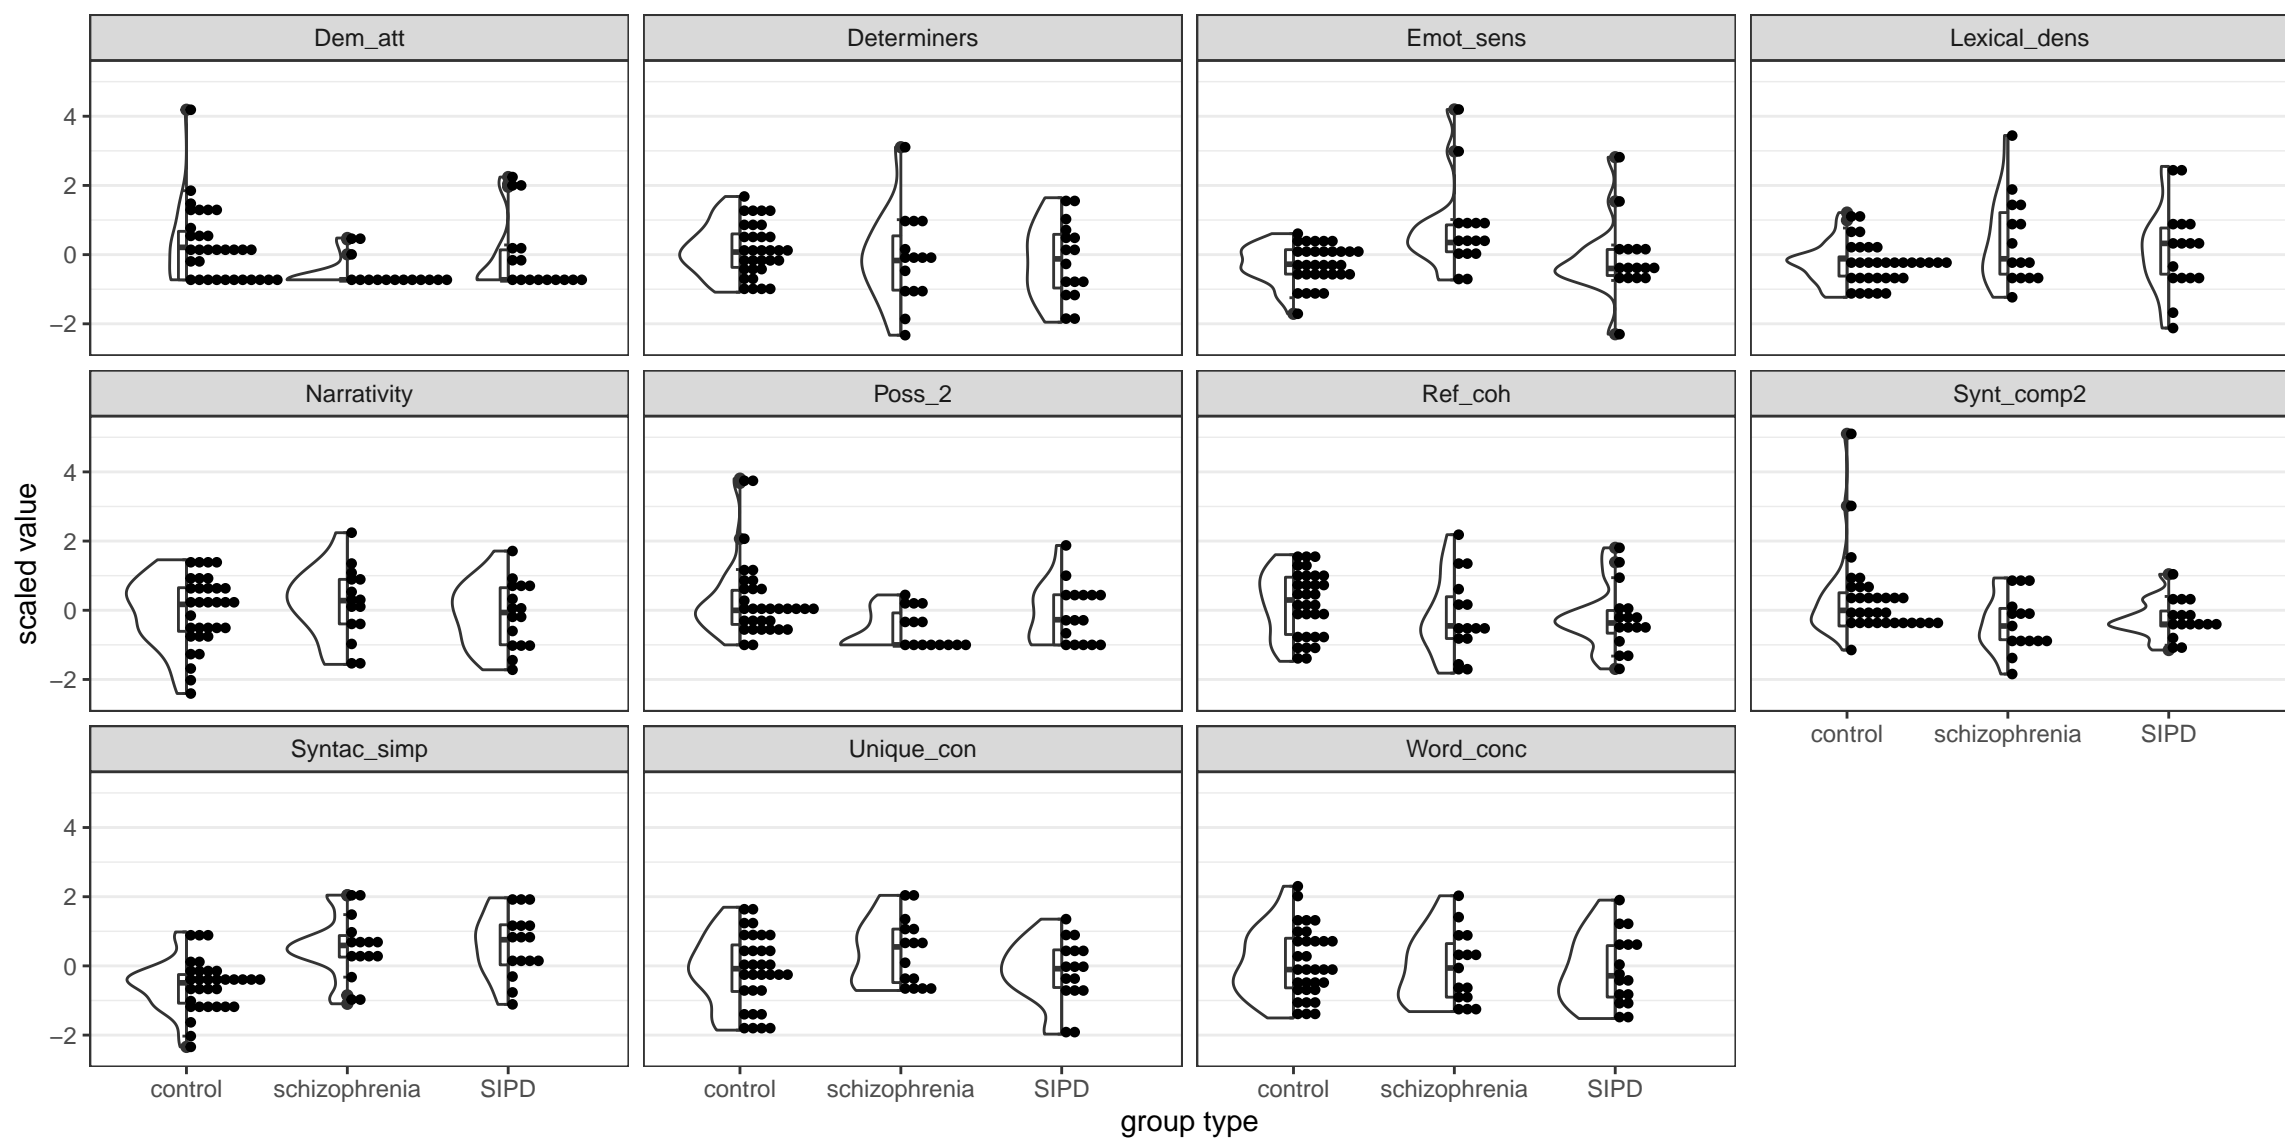 Dem_att
Determiners
Emot_sens
Lexical_dens
4
2
0
−2
Narrativity
Poss_2
Ref_coh
Synt_comp2
4
2
0
−2
scaled value
control
schizophrenia
SIPD
Syntac_simp
Unique_con
Word_conc
4
2
0
−2
control
schizophrenia
SIPD
control
schizophrenia
SIPD
control
schizophrenia
SIPD
group type